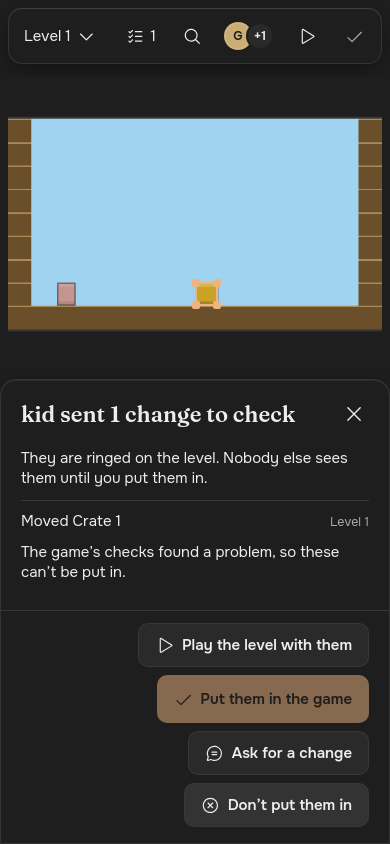 Level 1
1
G
+1
kid sent 1 change to check
They are ringed on the level. Nobody else sees
them until you put them in.
Moved Crate 1
Level 1
The game's checks found a problem, so these
can't be put in.
Play the level with them
Put them in the game
Ask for a change
Don't put them in